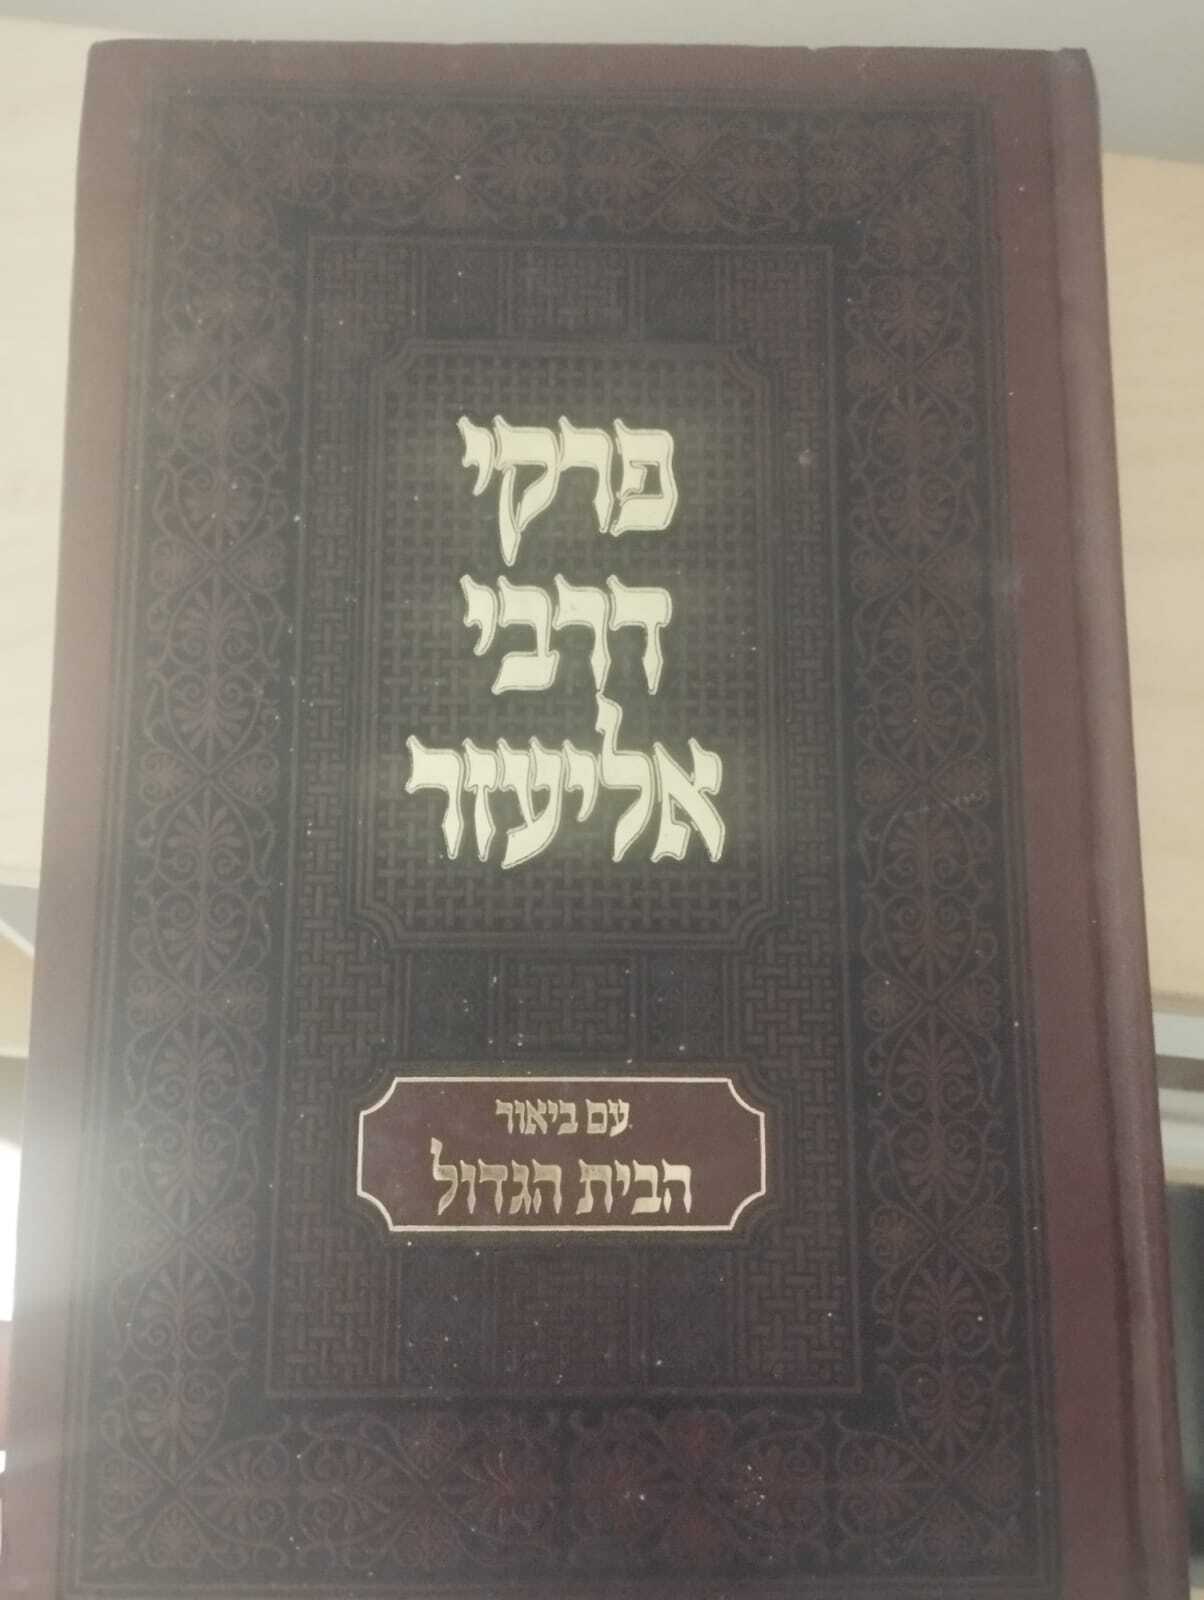 פרקי
דרבי
אליעזר
עם ביאור
הבית הגדול